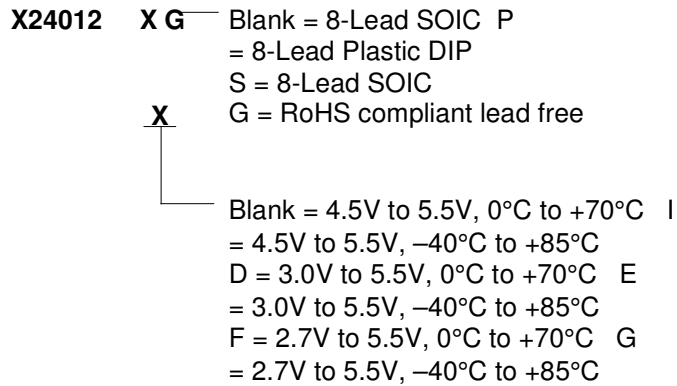 X24012 X G Blank = 8-Lead SOIC P
= 8-Lead Plastic DIP
S = 8-Lead SOIC
X G = RoHS compliant lead free
Blank = 4.5V to 5.5V, 0°C to +70°C I
= 4.5V to 5.5V, –40°C to +85°C
D = 3.0V to 5.5V, 0°C to +70°C E
= 3.0V to 5.5V, –40°C to +85°C
F = 2.7V to 5.5V, 0°C to +70°C G
= 2.7V to 5.5V, –40°C to +85°C